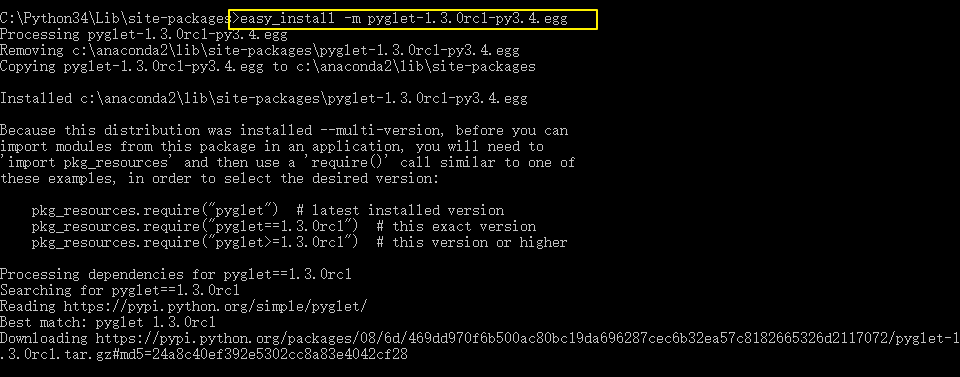 C:\Python34\Lib\site-packages>easy_install -m pyglet-1.3.0rc1-py3.4.egg
Processing pyglet-1.3.0rc1-py3.4.egg
Removing c:\anaconda2\lib\site-packages\pyglet-1.3.0rc1-py3.4.egg
Copying pyglet-1.3.0rc1-py3.4.egg to c:\anaconda2\lib\site-packages
Installed c:\anaconda2\lib\site-packages\pyglet-1.3.0rc1-py3.4.egg
Because this distribution was installed --multi-version, before you can
import modules from this package in an application, you will need to
'import pkg_resources' and then use a 'require()' call similar to one of
these examples, in order to select the desired version:
pkg_resources.require("pyglet")  # latest installed version
pkg_resources.require("pyglet==1.3.0rc1")  # this exact version
pkg_resources.require("pyglet>=1.3.0rc1")  # this version or higher
Processing dependencies for pyglet==1.3.0rc1
Searching for pyglet==1.3.0rc1
Reading https://pypi.python.org/simple/pyglet/
Best match: pyglet 1.3.0rc1
Downloading https://pypi.python.org/packages/08/6d/469dd970f6b500ac80bc19da696287cec6b32ea57c8182665326d2117072/pyglet-1
.3.0rc1.tar.gz#md5=24a8c40ef392e5302cc8a83e4042cf28